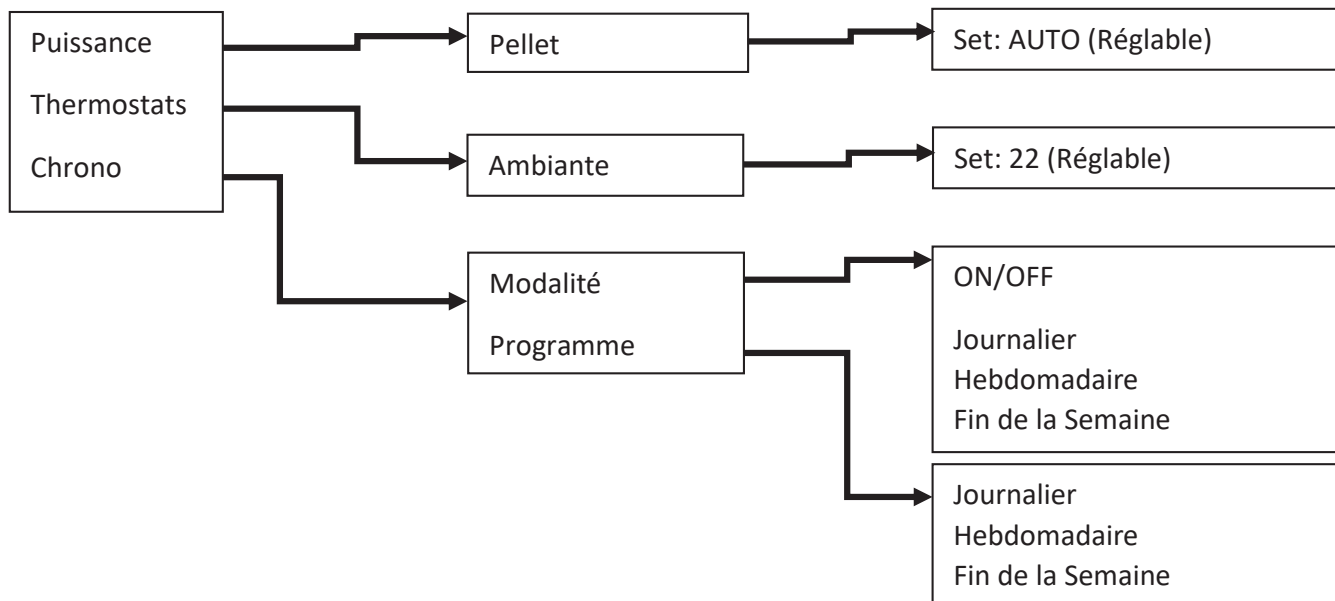 Puissance
Thermostats
Chrono
Pellet
Set: AUTO (Réglable)
Ambiante
Set: 22 (Réglable)
Modalité
Programme
ON/OFF
Journalier
Hebdomadaire
Fin de la Semaine
Journalier
Hebdomadaire
Fin de la Semaine